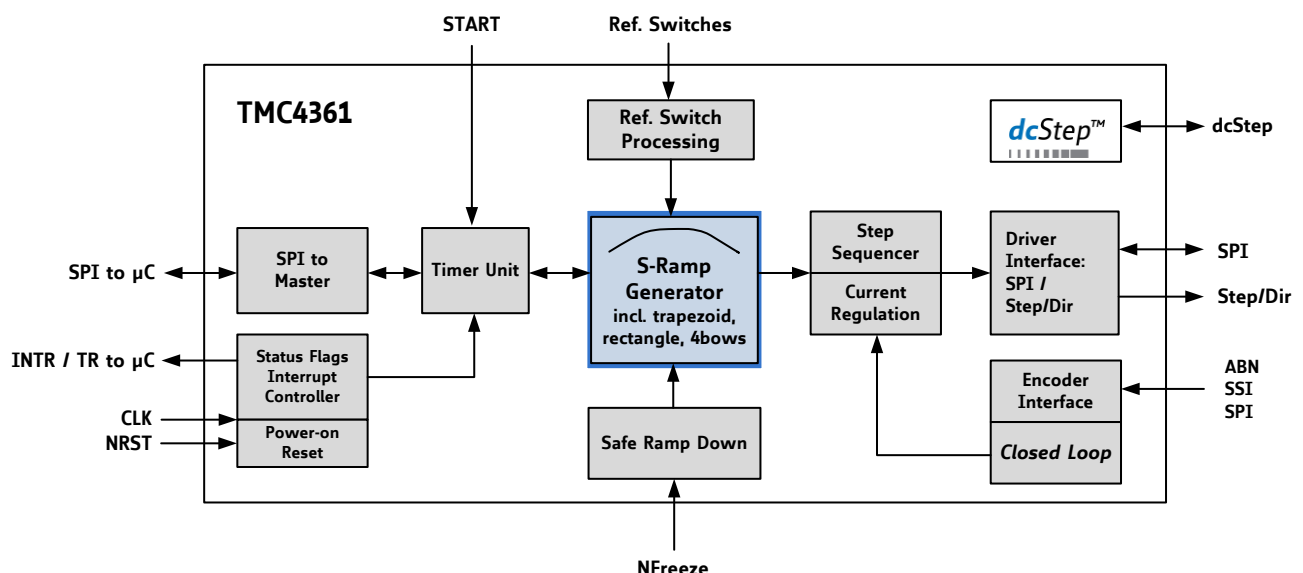 START
Ref. Switches
TMC4361
Ref. Switch
Processing
dcStep™
dcStep
SPI to µC
SPI to
Master
Timer Unit
S-Ramp
Generator
incl. trapezoid,
rectangle, 4bows
Step
Sequencer
Current
Regulation
Driver
Interface:
SPI /
Step/Dir
SPI
Step/Dir
INTR / TR to µC
Status Flags
Interrupt
Controller
CLK
NRST
Power-on
Reset
Safe Ramp Down
Encoder
Interface
Closed Loop
ABN
SSI
SPI
NFreeze